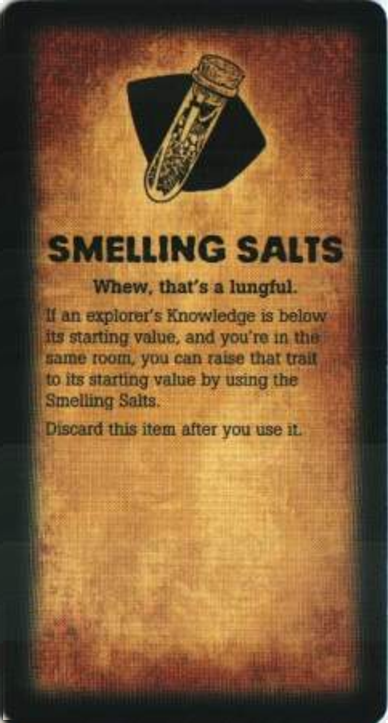 SMELLING SALTS
Whew, that's a lungful.
If an explorer's Knowledge is below
its starting value, and you're in the
same room, you can raise that trait
to its starting value by using the
Smelling Salts.
Discard this item after you use it.